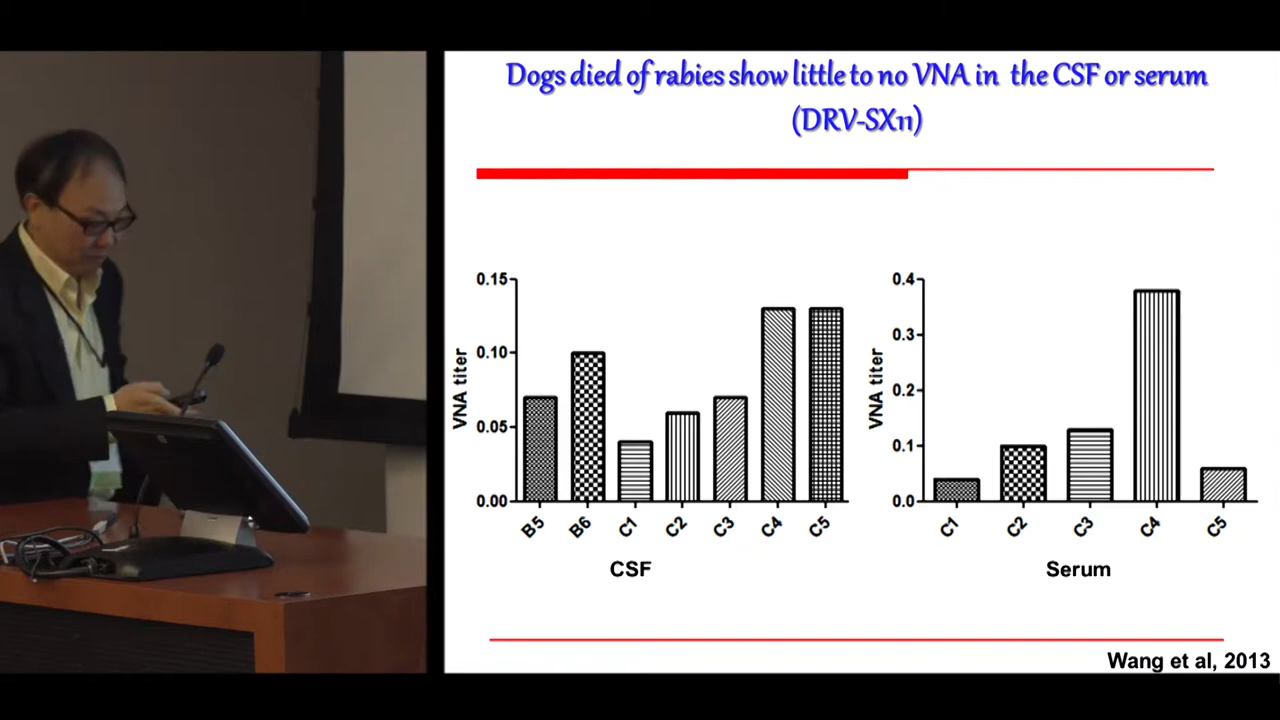 Dogs died of rabies show little to no VNA in the CSF or serum
(DRV-SX11)
0.15
0.10
0.05
0.00
VNA titer
B5
B6
C1
C2
C3
C4
C5
CSF
0.4
0.3
0.2
0.1
0.0
VNA titer
C1
C2
C3
C4
C5
Serum
Wang et al, 2013